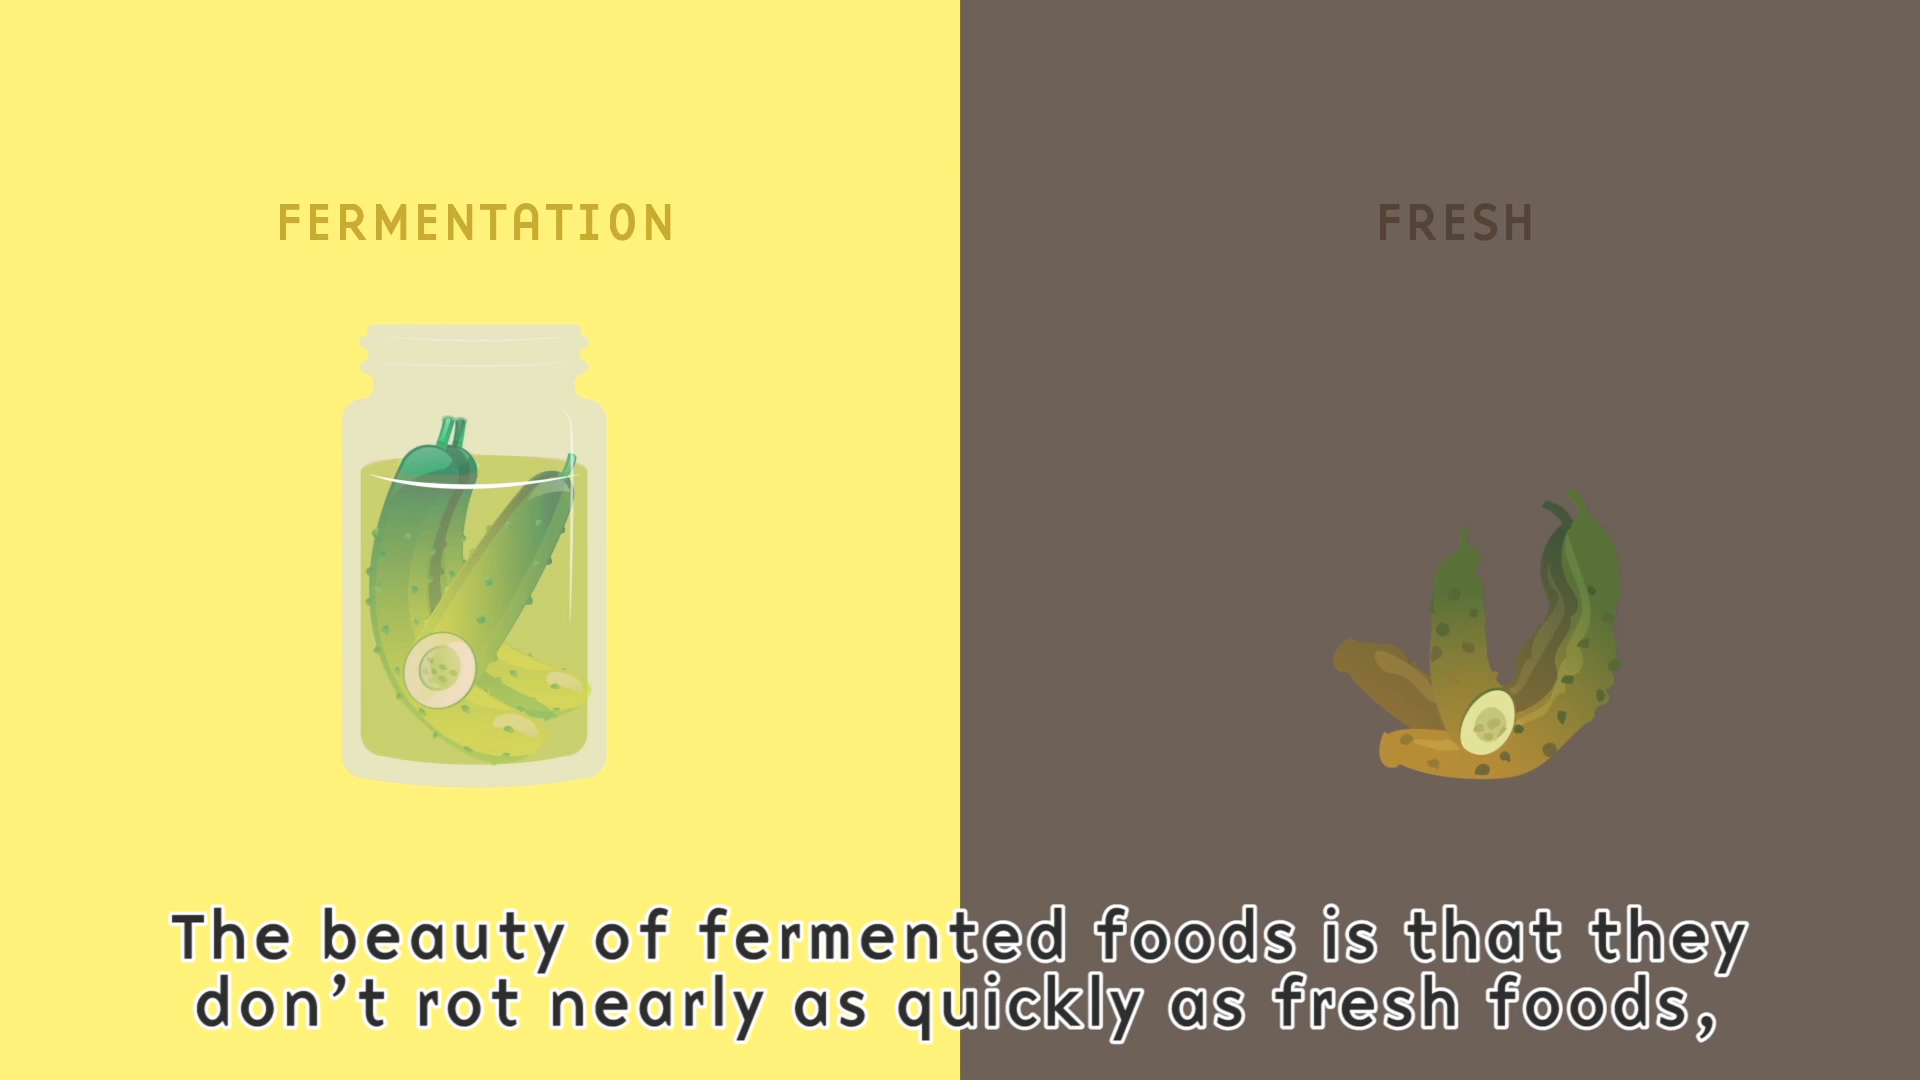 FERMENTATION
FRESH
The beauty of fermented foods is that they
don’t rot nearly as quickly as fresh foods,